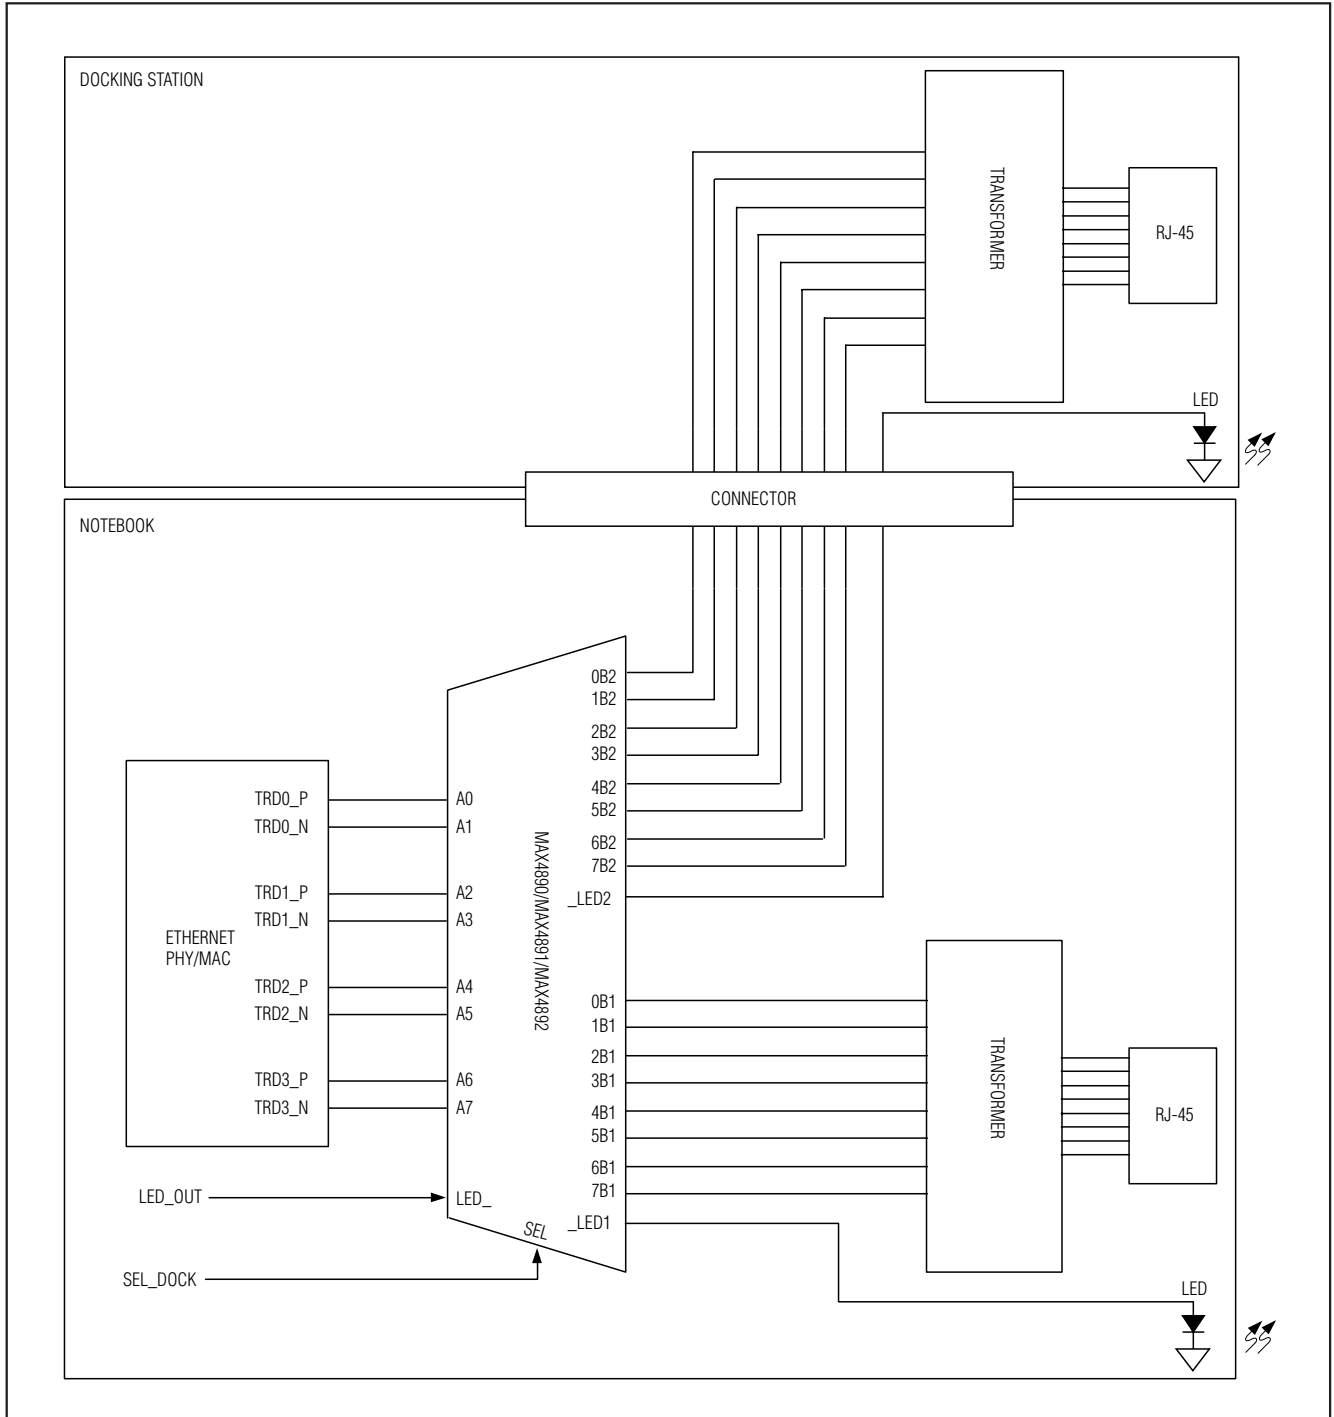 DOCKING STATION
TRANSFORMER
RJ-45
LED
CONNECTOR
NOTEBOOK
0B2
1B2
2B2
3B2
4B2
5B2
6B2
7B2
_LED2
TRD0_P
TRD0_N
TRD1_P
TRD1_N
TRD2_P
TRD2_N
TRD3_P
TRD3_N
ETHERNET
PHY/MAC
A0
A1
A2
A3
A4
A5
A6
A7
MAX4890/MAX4891/MAX4892
0B1
1B1
2B1
3B1
4B1
5B1
6B1
7B1
_LED1
TRANSFORMER
RJ-45
LED_OUT
LED_
SEL
SEL_DOCK
LED